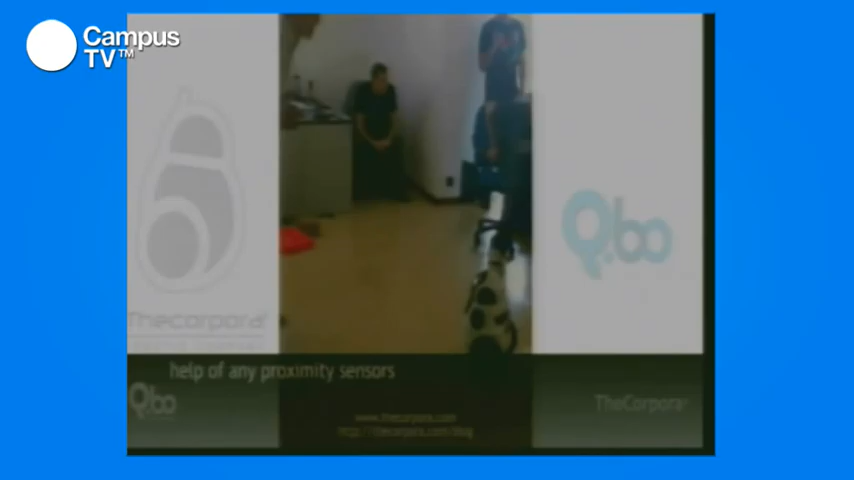 Campus
TV™
Q.bo
Thecorpora®
help of any proximity sensors
Q.bo
TheCorpora®
www.thecorpora.com
http://thecorpora.com/blog